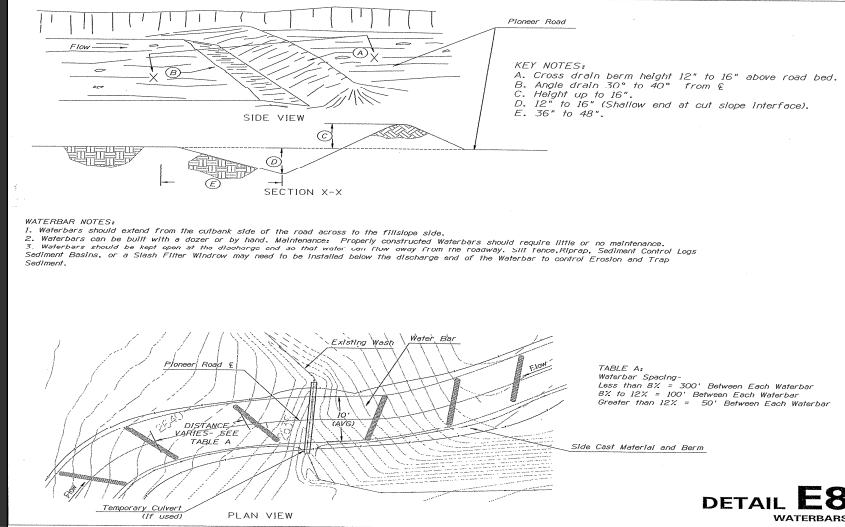 Pioneer Road
Flow
A
X
B
X
SIDE VIEW
KEY NOTES:
A. Cross drain berm height 12" to 16" above road bed.
B. Angle drain 30° to 40° from ℄
C. Height up to 16".
D. 12" to 16" (Shallow end at cut slope interface).
E. 36" to 48".
C
D
E
SECTION X-X
WATERBAR NOTES:
1. Waterbars should extend from the cutbank side of the road across to the fillslope side.
2. Waterbars can be built with a dozer or by hand. Maintenance: Properly constructed Waterbars should require little or no maintenance.
3. Waterbars should be kept open at the discharge end so that water can flow away from the roadway. Silt fence,Riprap, Sediment Control Logs
Sediment Basins, or a Slash Filter Windrow may need to be installed below the discharge end of the Waterbar to control Erosion and Trap
Sediment.
Existing Wash
Water Bar
Pioneer Road ℄
Flow
TABLE A:
Waterbar Spacing-
Less than 8% = 300' Between Each Waterbar
8% to 12% = 100' Between Each Waterbar
Greater than 12% = 50' Between Each Waterbar
10'
(AVG)
DISTANCE
VARIES- SEE
TABLE A
Side Cast Material and Berm
Flow
Temporary Culvert
(If used)
PLAN VIEW
DETAIL E8
WATERBARS